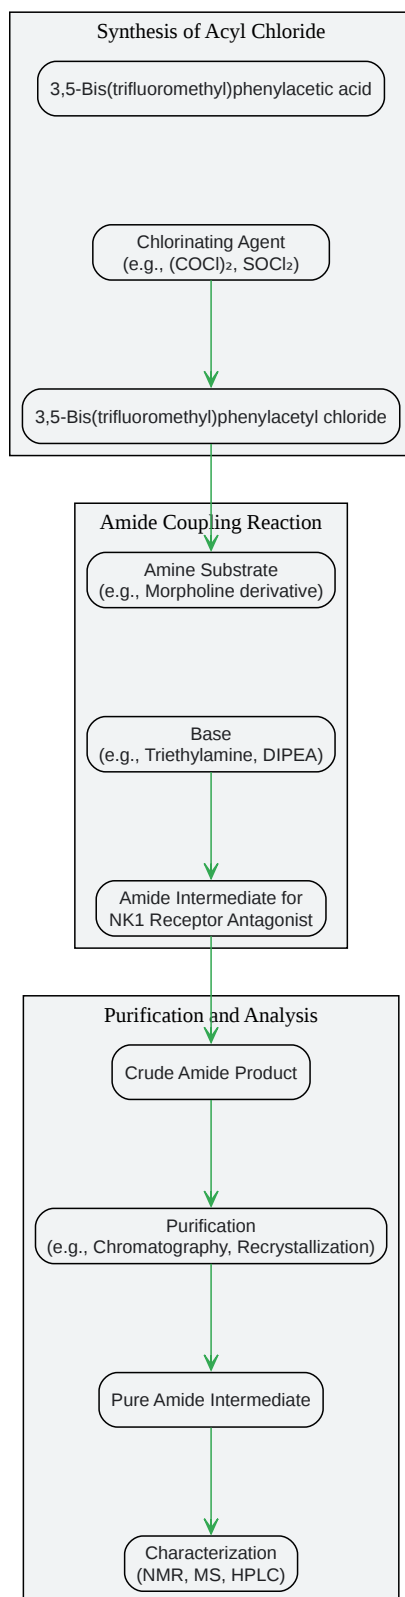 Synthesis of Acyl Chloride
3,5-Bis(trifluoromethyl)phenylacetic acid
Chlorinating Agent
(e.g., (COCl)₂, SOCl₂)
3,5-Bis(trifluoromethyl)phenylacetyl chloride
Amide Coupling Reaction
Amine Substrate
(e.g., Morpholine derivative)
Base
(e.g., Triethylamine, DIPEA)
Amide Intermediate for
NK1 Receptor Antagonist
Purification and Analysis
Crude Amide Product
Purification
(e.g., Chromatography, Recrystallization)
Pure Amide Intermediate
Characterization
(NMR, MS, HPLC)